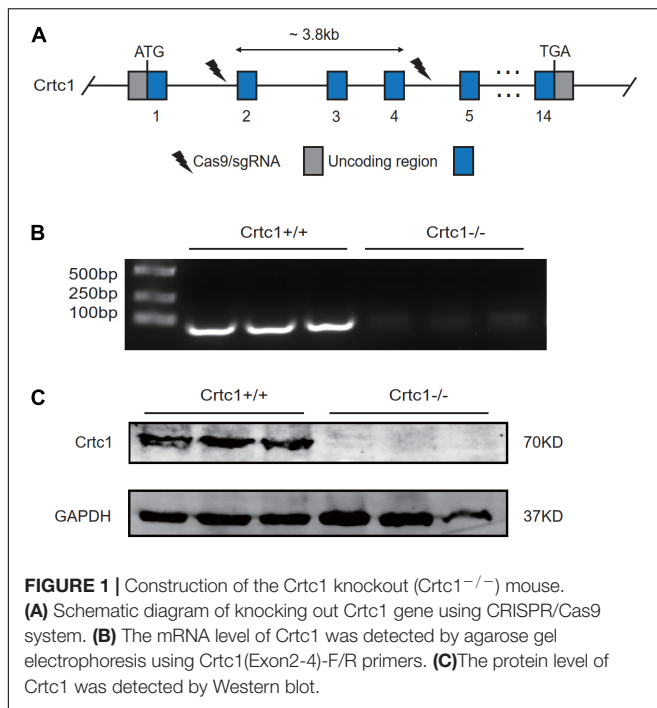 A
~ 3.8kb
ATG
TGA
Crtc1
... ...
1 2 3 4 5 14
Cas9/sgRNA Uncoding region
B
Crtc1+/+ Crtc1-/-
500bp
250bp
100bp
C
Crtc1+/+ Crtc1-/-
Crtc1 70KD
GAPDH 37KD
FIGURE 1 | Construction of the Crtc1 knockout (Crtc1−/−) mouse.
(A) Schematic diagram of knocking out Crtc1 gene using CRISPR/Cas9
system. (B) The mRNA level of Crtc1 was detected by agarose gel
electrophoresis using Crtc1(Exon2-4)-F/R primers. (C)The protein level of
Crtc1 was detected by Western blot.